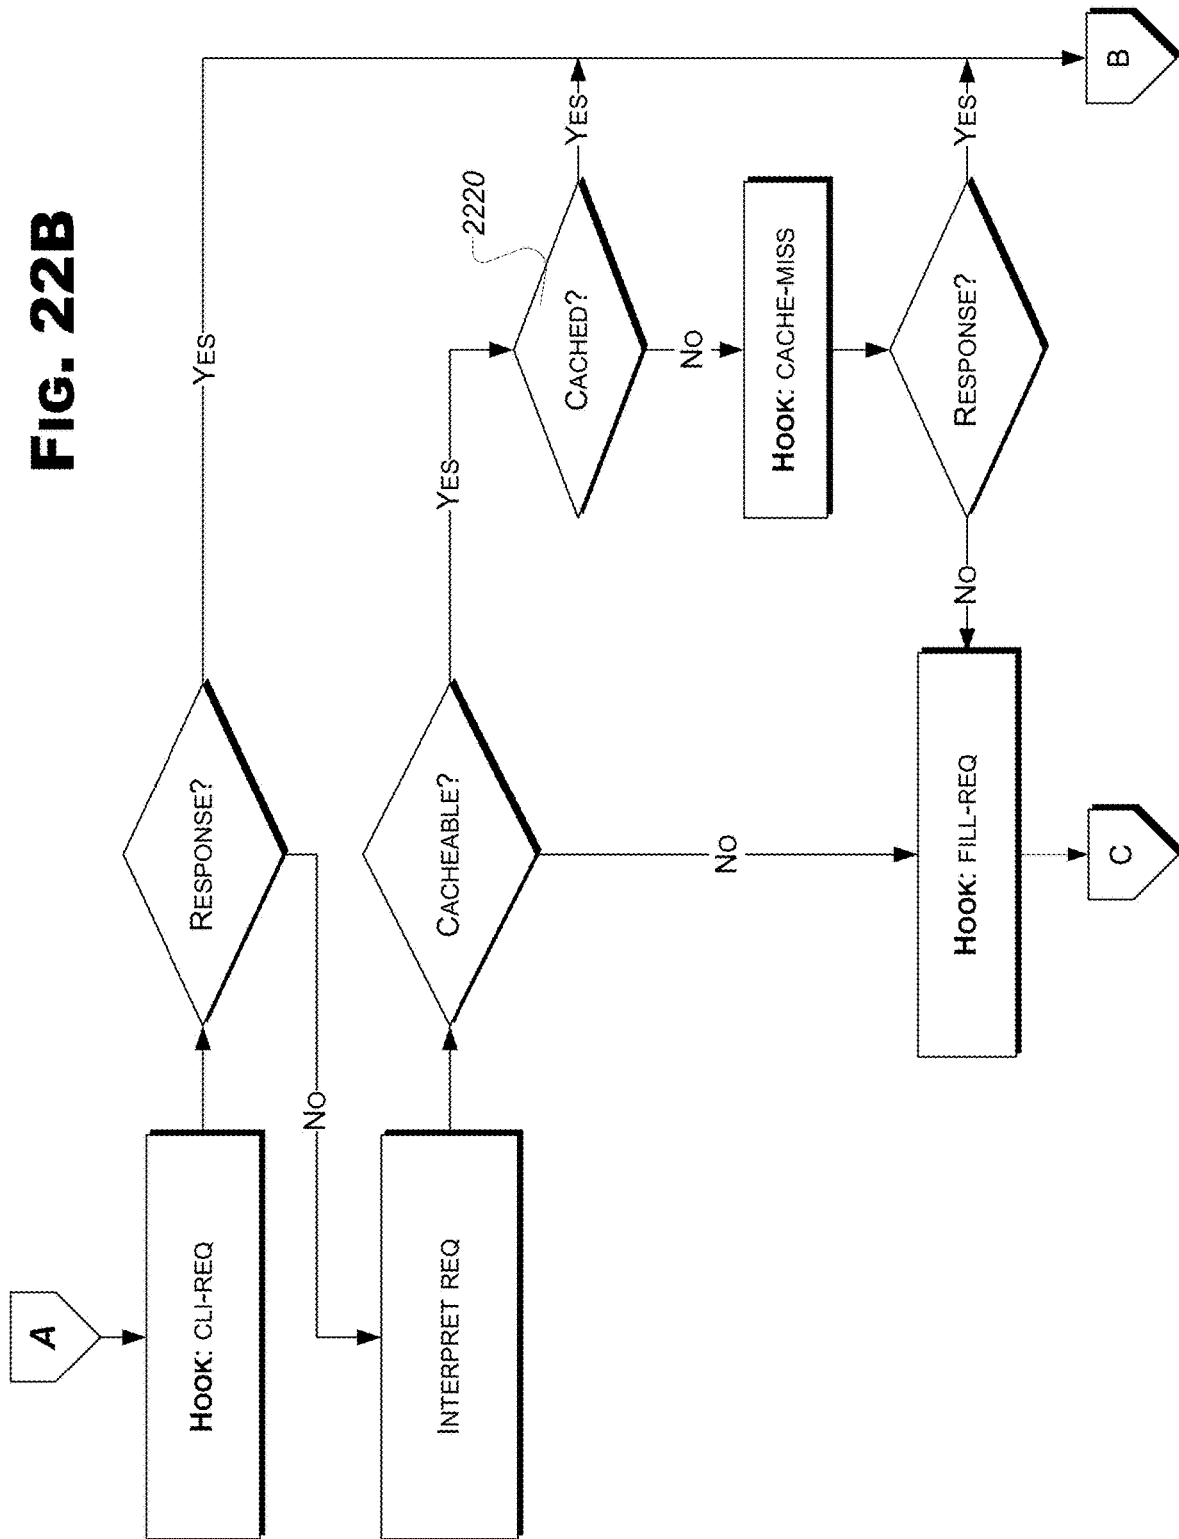 FIG. 22B
A
HOOK: CLI-REQ
RESPONSE?
YES
NO
INTERPRET REQ
CACHEABLE?
YES
NO
CACHED?
2220
YES
NO
HOOK: CACHE-MISS
RESPONSE?
YES
NO
HOOK: FILL-REQ
C
B